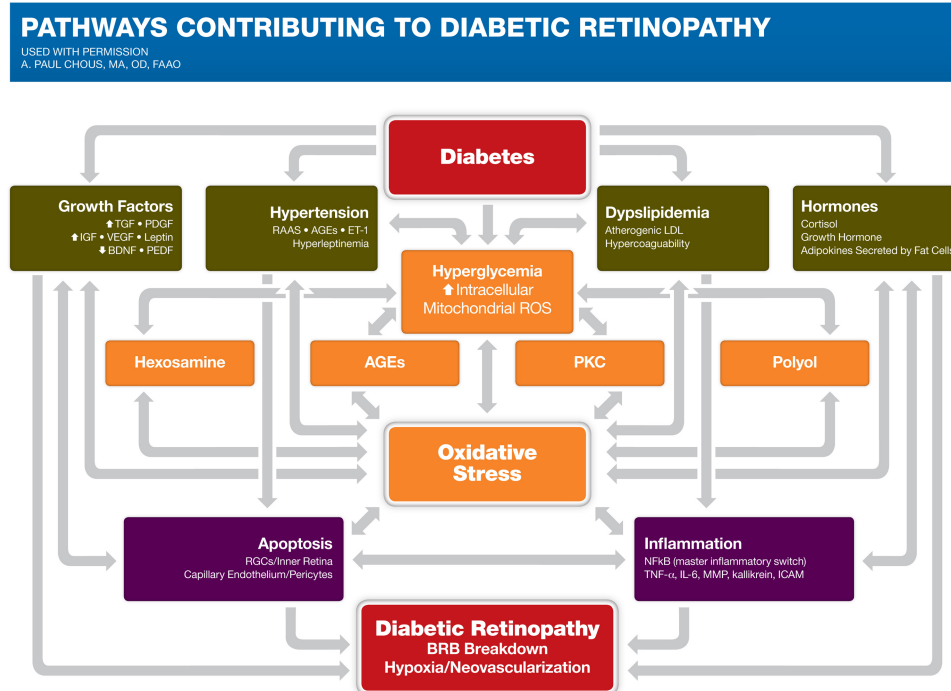 PATHWAYS CONTRIBUTING TO DIABETIC RETINOPATHY
USED WITH PERMISSION
A. PAUL CHOUS, MA, OD, FAAO
Diabetes
Growth Factors
⬆TGF • PDGF
⬆IGF • VEGF • Leptin
⬇BDNF • PEDF
Hypertension
RAAS • AGEs • ET-1
Hyperleptinemia
Dypslipidemia
Atherogenic LDL
Hypercoaguability
Hormones
Cortisol
Growth Hormone
Adipokines Secreted by Fat Cells
Hyperglycemia
⬆Intracellular
Mitochondrial ROS
Hexosamine
AGEs
PKC
Polyol
Oxidative
Stress
Apoptosis
RGCs/Inner Retina
Capillary Endothelium/Pericytes
Inflammation
NFkB (master inflammatory switch)
TNF-α, IL-6, MMP, kallikrein, ICAM
Diabetic Retinopathy
BRB Breakdown
Hypoxia/Neovascularization